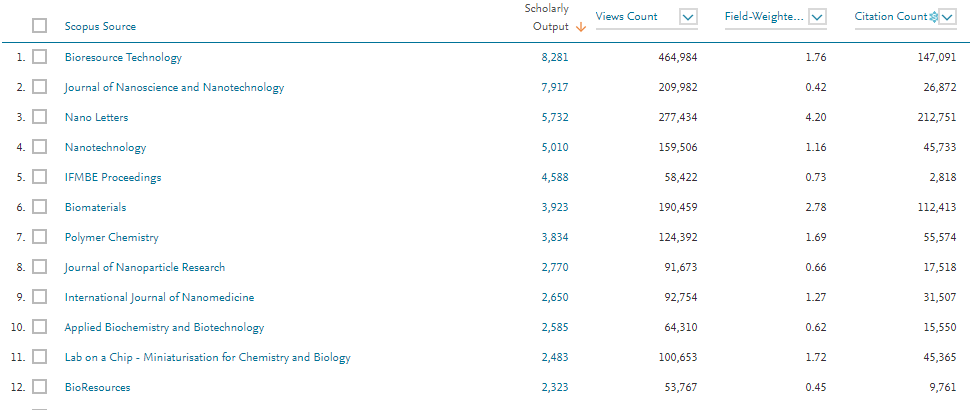 Scopus Source Scholarly Output Views Count Field-Weighte... Citation Count
1. Bioresource Technology 8,281 464,984 1.76 147,091
2. Journal of Nanoscience and Nanotechnology 7,917 209,982 0.42 26,872
3. Nano Letters 5,732 277,434 4.20 212,751
4. Nanotechnology 5,010 159,506 1.16 45,733
5. IFMBE Proceedings 4,588 58,422 0.73 2,818
6. Biomaterials 3,923 190,459 2.78 112,413
7. Polymer Chemistry 3,834 124,392 1.69 55,574
8. Journal of Nanoparticle Research 2,770 91,673 0.66 17,518
9. International Journal of Nanomedicine 2,650 92,754 1.27 31,507
10. Applied Biochemistry and Biotechnology 2,585 64,310 0.62 15,550
11. Lab on a Chip - Miniaturisation for Chemistry and Biology 2,483 100,653 1.72 45,365
12. BioResources 2,323 53,767 0.45 9,761